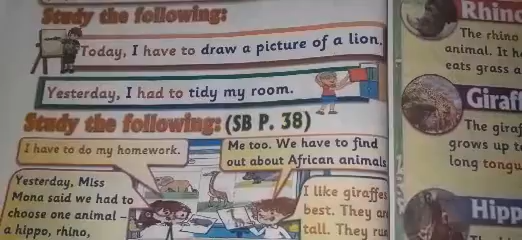 Study the following:
Today, I have to draw a picture of a lion.
Yesterday, I had to tidy my room.
Study the following: (SB P. 38)
I have to do my homework.
Me too. We have to find
out about African animals
Yesterday, Miss
Mona said we had to
choose one animal –
a hippo, rhino,
I like giraffes
best. They are
tall. They run
Rhino
The rhino
animal. It h
eats grass a
Giraff
The giraf
grows up t
long tongu
Hipp